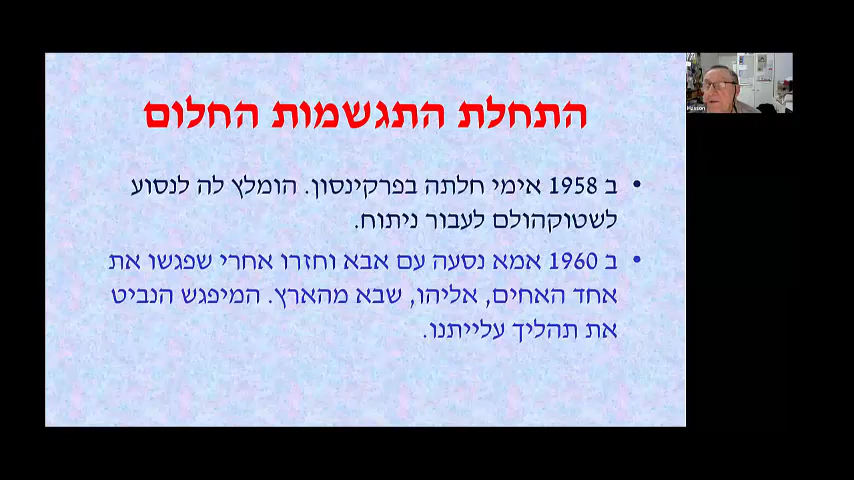 התחלת התגשמות החלום
• ב 1958 אימי חלתה בפרקינסון. הומלץ לה לנסוע
לשטוקהולם לעבור ניתוח.
• ב 1960 אמא נסעה עם אבא וחזרו אחרי שפגשו את
אחד האחים, אליהו, שבא מהארץ. המיפגש הנביט
את תהליך עלייתנו.